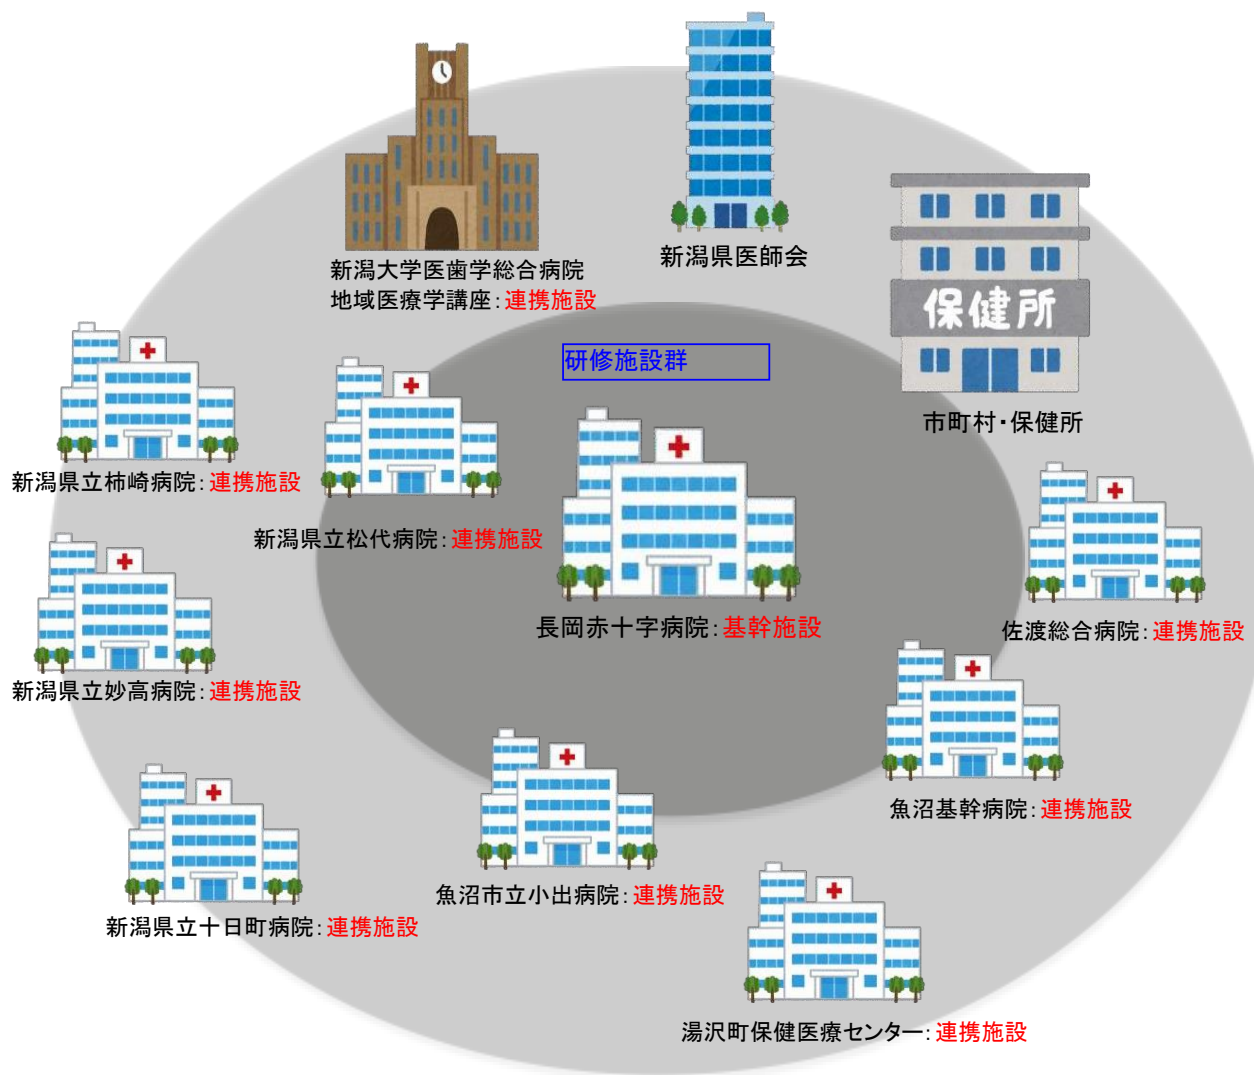 新潟大学医歯学総合病院
地域医療学講座：連携施設
新潟県医師会
保健所
市町村・保健所
研修施設群
新潟県立柿崎病院：連携施設
新潟県立松代病院：連携施設
長岡赤十字病院：基幹施設
佐渡総合病院：連携施設
新潟県立妙高病院：連携施設
魚沼基幹病院：連携施設
魚沼市立小出病院：連携施設
新潟県立十日町病院：連携施設
湯沢町保健医療センター：連携施設